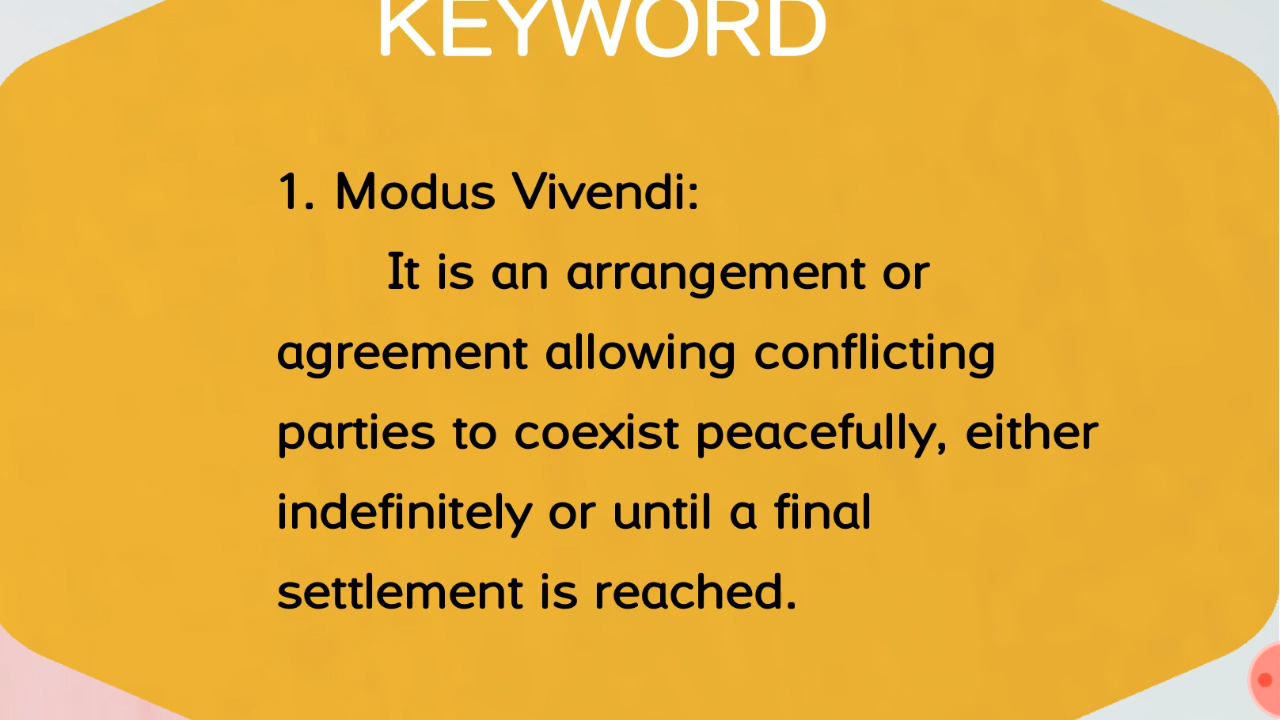 KEYWORD
1. Modus Vivendi:
It is an arrangement or
agreement allowing conflicting
parties to coexist peacefully, either
indefinitely or until a final
settlement is reached.